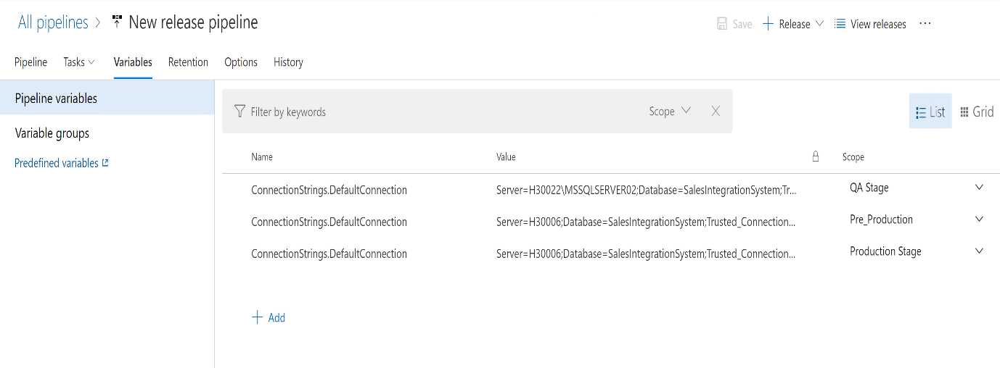 All pipelines > New release pipeline Save + Release View releases ...
Pipeline Tasks Variables Retention Options History
Pipeline variables
Variable groups
Predefined variables
Filter by keywords Scope X List Grid
Name Value Scope
ConnectionStrings.DefaultConnection Server=H30022\MSSQLSERVER02;Database=SalesIntegrationSystem;Tr... QA Stage
ConnectionStrings.DefaultConnection Server=H30006;Database=SalesIntegrationSystem;Trusted_Connection... Pre_Production
ConnectionStrings.DefaultConnection Server=H30006;Database=SalesIntegrationSystem;Trusted_Connection... Production Stage
+ Add